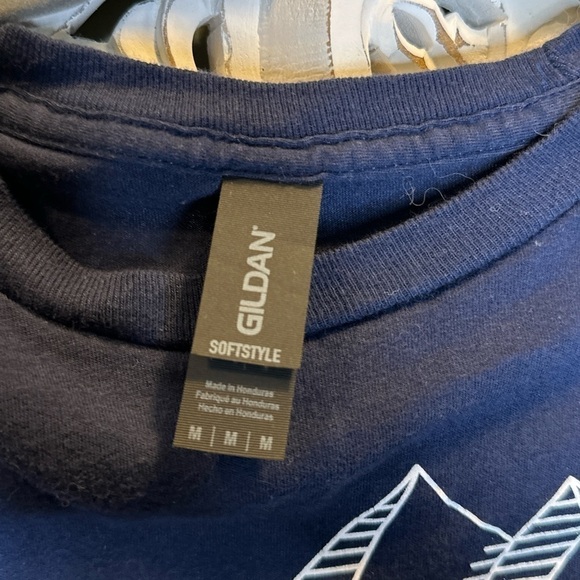 GILDAN®
SOFTSTYLE
Made in Honduras
Fabriqué au Honduras
Hecho en Honduras
M | M | M